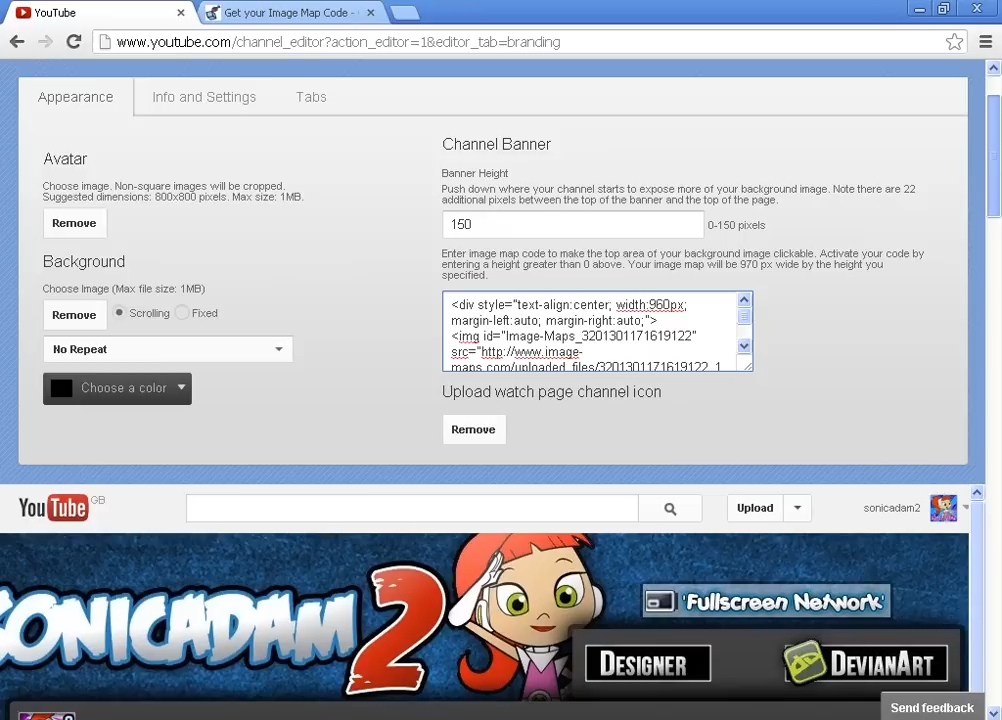 YouTube
Get your Image Map Code -
www.youtube.com/channel_editor?action_editor=1&editor_tab=branding
Appearance
Info and Settings
Tabs
Avatar
Choose image. Non-square images will be cropped.
Suggested dimensions: 800x800 pixels. Max size: 1MB.
Remove
Background
Choose Image (Max file size: 1MB)
Remove
Scrolling
Fixed
No Repeat
Choose a color
Channel Banner
Banner Height
Push down where your channel starts to expose more of your background image. Note there are 22
additional pixels between the top of the banner and the top of the page.
150
0-150 pixels
Enter image map code to make the top area of your background image clickable. Activate your code by
entering a height greater than 0 above. Your image map will be 970 px wide by the height you
specified.
<div style="text-align:center; width:960px;
margin-left:auto; margin-right:auto;">
<img id="Image-Maps_3201301171619122"
src="http://www.image-
maps.com/uploaded_files/3201301171619122_1
Upload watch page channel icon
Remove
YouTube GB
Upload
sonicadam2
SONICADAM 2
'Fullscreen Network'
Designer
DevianArt
Send feedback